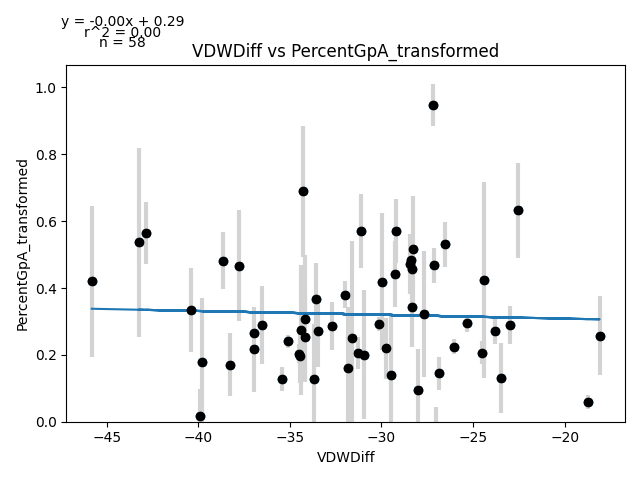 y = -0.00x + 0.29
r^2 = 0.00
n = 58
VDWDiff vs PercentGpA_transformed
PercentGpA_transformed
1.0
0.8
0.6
0.4
0.2
0.0
−45 −40 −35 −30 −25 −20
VDWDiff